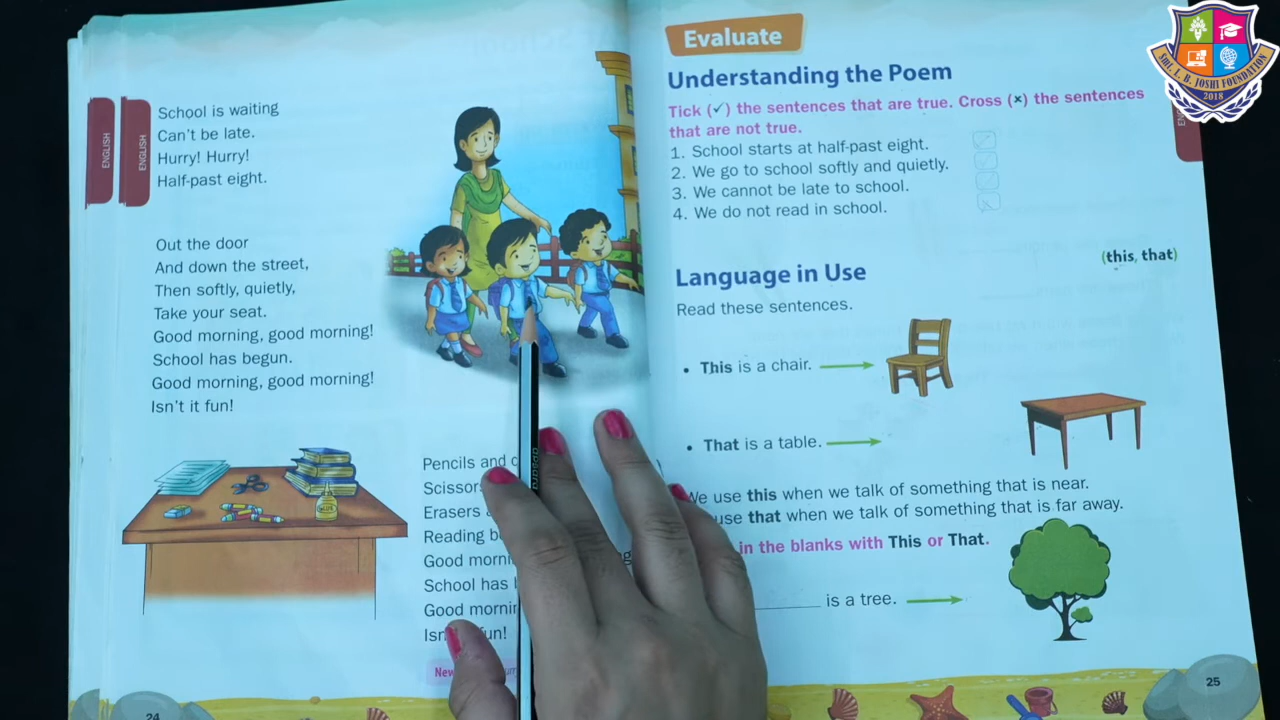 ENGLISH
ENGLISH
School is waiting
Can't be late.
Hurry! Hurry!
Half-past eight.
Out the door
And down the street,
Then softly, quietly,
Take your seat.
Good morning, good morning!
School has begun.
Good morning, good morning!
Isn't it fun!
Pencils and
Scissor
Erasers
Reading
Good
School has
Good
fun!
New
24
Evaluate
Understanding the Poem
Tick (✓) the sentences that are true. Cross (×) the sentences
that are not true.
1. School starts at half-past eight.
2. We go to school softly and quietly.
3. We cannot be late to school.
4. We do not read in school.
Language in Use
(this, that)
Read these sentences.
• This is a chair.
• That is a table.
We use this when we talk of something that is near.
use that when we talk of something that is far away.
in the blanks with This or That.
is a tree.
25
SMT. L. B. JOSHI FOUNDATION
2018